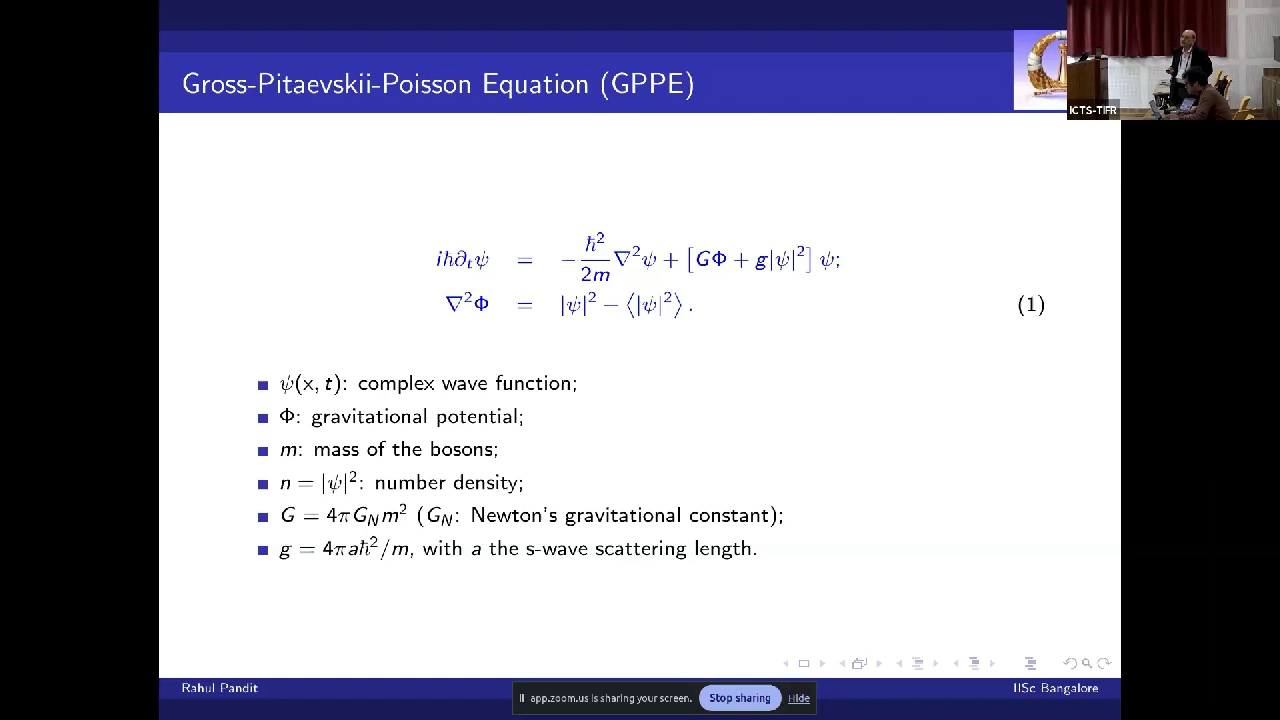 Gross-Pitaevskii-Poisson Equation (GPPE)
ICTS-TIFR
iℏ∂ₜψ = −ℏ²/2m ∇²ψ + [GΦ + g|ψ|²] ψ;
∇²Φ = |ψ|² − ⟨|ψ|²⟩. (1)
ψ(x, t): complex wave function;
Φ: gravitational potential;
m: mass of the bosons;
n = |ψ|²: number density;
G = 4πG_N m² (G_N: Newton's gravitational constant);
g = 4πaℏ²/m, with a the s-wave scattering length.
Rahul Pandit
IISc Bangalore
app.zoom.us is sharing your screen. Stop sharing Hide